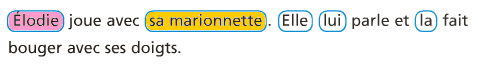 Élodie joue avec sa marionnette. Elle lui parle et la fait
bouger avec ses doigts.